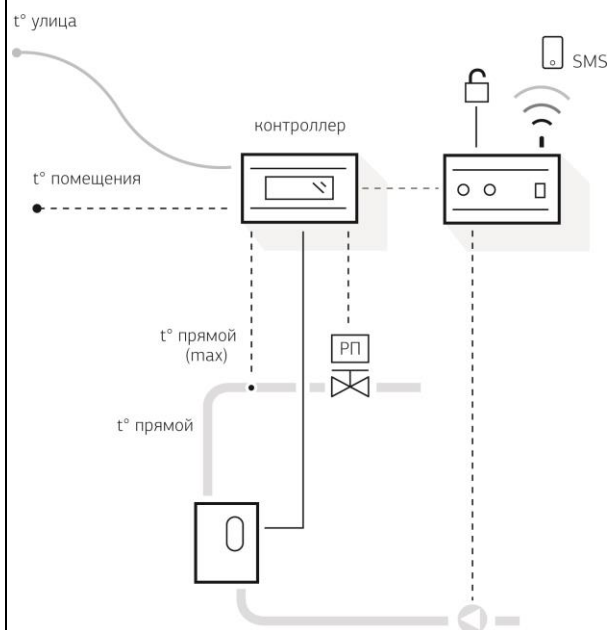 t° улица
SMS
контроллер
t° помещения
t° прямой
(max)
РП
t° прямой